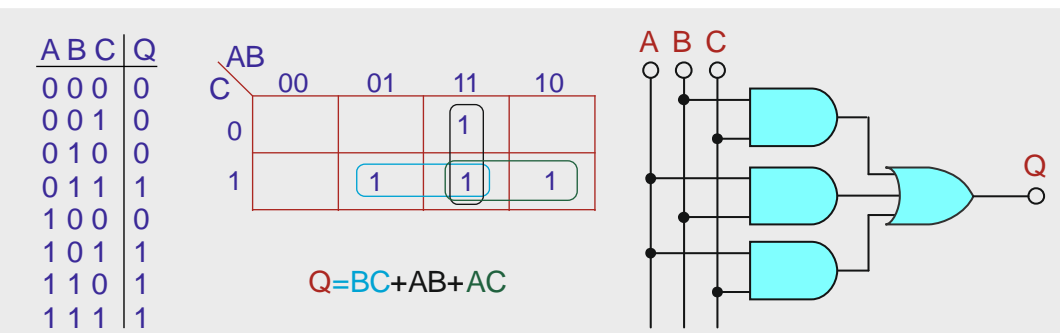 A B C Q
0 0 0 0
0 0 1 0
0 1 0 0
0 1 1 1
1 0 0 0
1 0 1 1
1 1 0 1
1 1 1 1
AB
C 00 01 11 10
0 1
1 1 1 1
Q=BC+AB+AC
A B C
Q